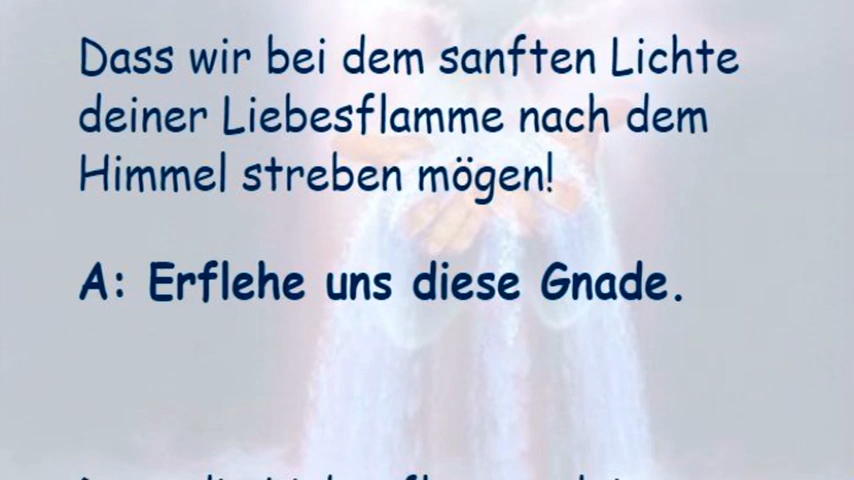 Dass wir bei dem sanften Lichte
deiner Liebesflamme nach dem
Himmel streben mögen!
A: Erflehe uns diese Gnade.